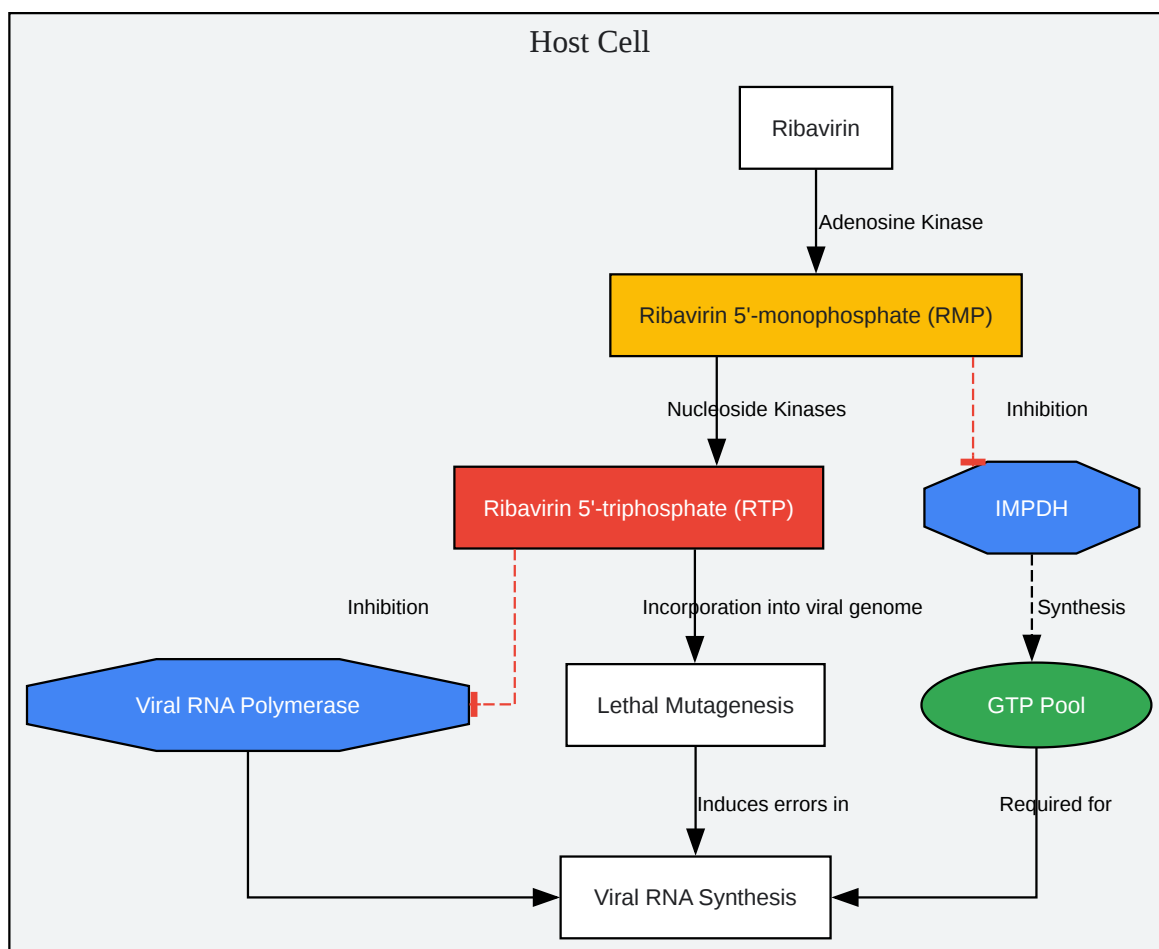 Host Cell
Ribavirin
Adenosine Kinase
Ribavirin 5'-monophosphate (RMP)
Nucleoside Kinases
Inhibition
Ribavirin 5'-triphosphate (RTP)
IMPDH
Inhibition
Incorporation into viral genome
Synthesis
Viral RNA Polymerase
Lethal Mutagenesis
GTP Pool
Induces errors in
Required for
Viral RNA Synthesis